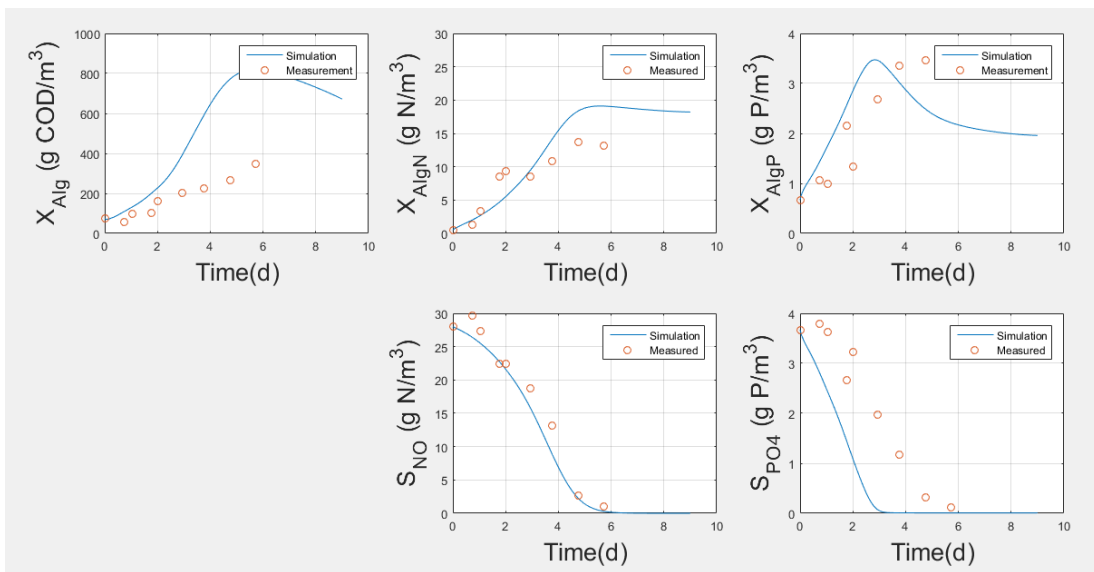 X_Alg (g COD/m^3)
1000
800
600
400
200
0
0 2 4 6 8 10
Time(d)
Simulation
Measurement
X_AlgN (g N/m^3)
30
25
20
15
10
5
0
0 2 4 6 8 10
Time(d)
Simulation
Measured
X_AlgP (g P/m^3)
4
3
2
1
0
0 2 4 6 8 10
Time(d)
Simulation
Measurement
S_NO (g N/m^3)
30
25
20
15
10
5
0
0 2 4 6 8 10
Time(d)
Simulation
Measured
S_PO4 (g P/m^3)
4
3
2
1
0
0 2 4 6 8 10
Time(d)
Simulation
Measured